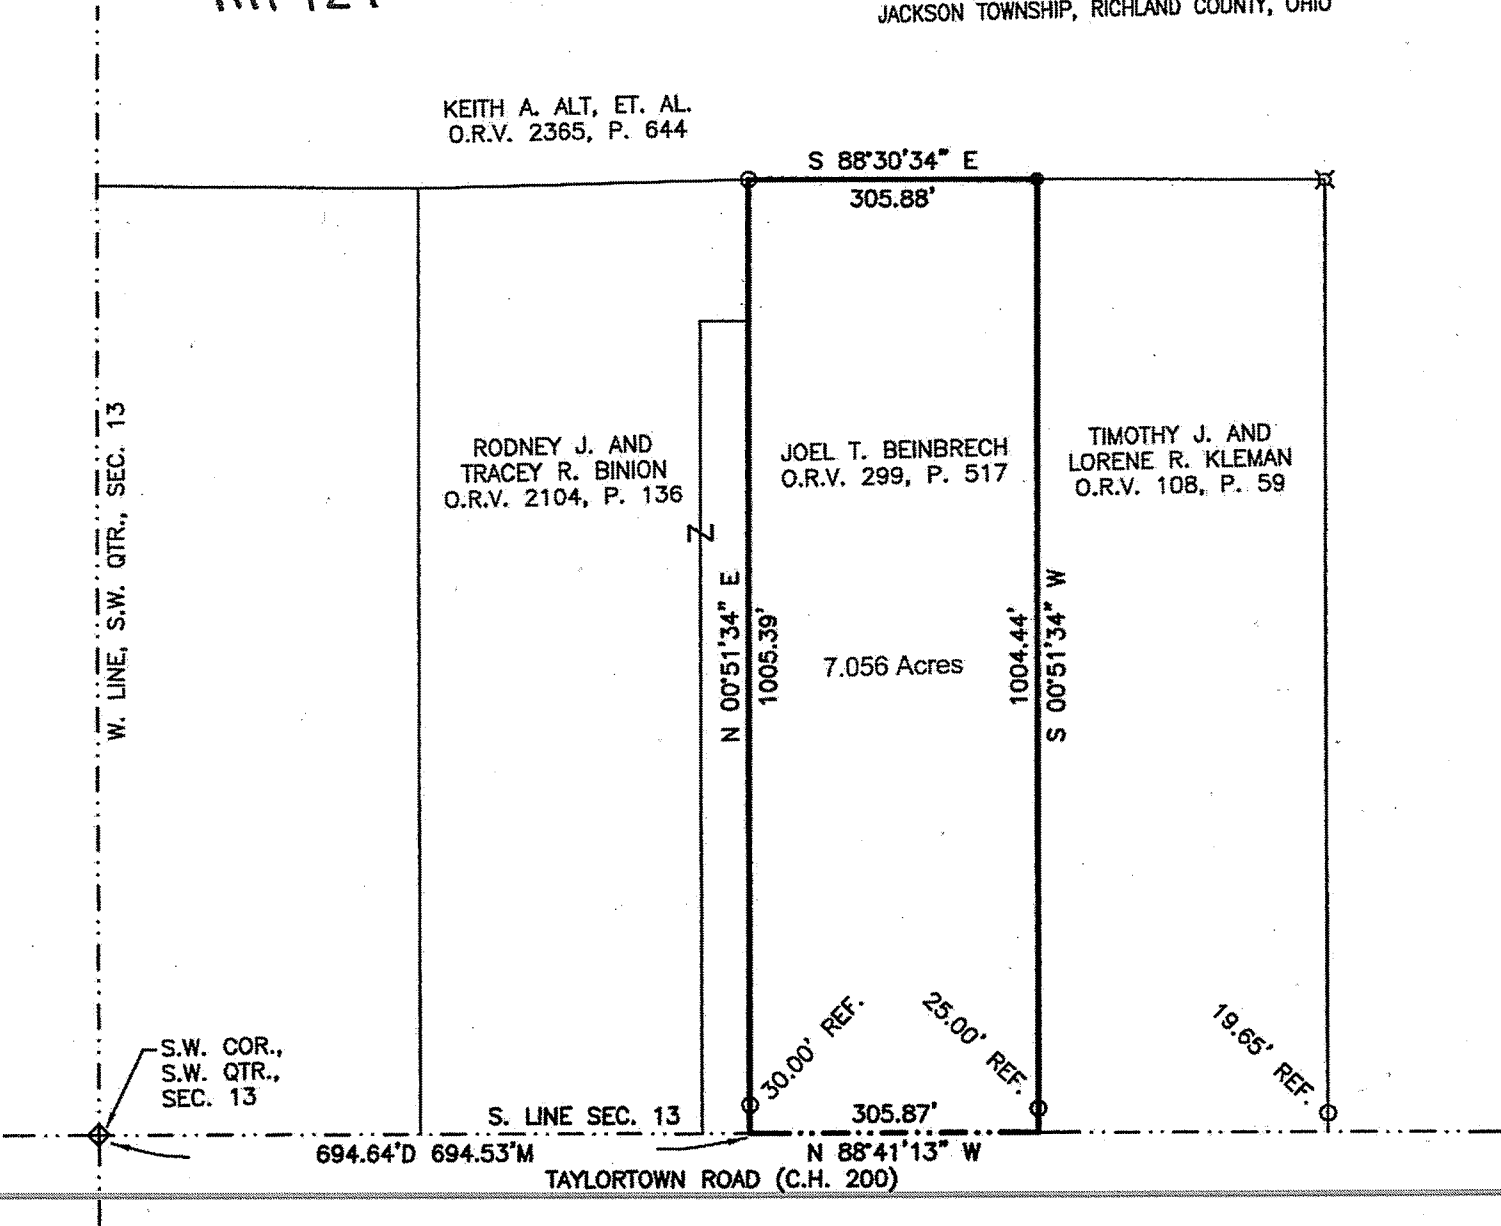 JACKSON TOWNSHIP, RICHLAND COUNTY, OHIO
KEITH A. ALT, ET. AL.
O.R.V. 2365, P. 644
S 88°30'34" E
305.88'
W. LINE, S.W. QTR., SEC. 13
RODNEY J. AND
TRACEY R. BINION
O.R.V. 2104, P. 136
Z
JOEL T. BEINBRECH
O.R.V. 299, P. 517
TIMOTHY J. AND
LORENE R. KLEMAN
O.R.V. 108, P. 59
N 00°51'34" E
1005.39'
7.056 Acres
1004.44'
S 00°51'34" W
30.00' REF.
25.00' REF.
19.65' REF.
S.W. COR.,
S.W. QTR.,
SEC. 13
S. LINE SEC. 13
305.87'
694.64'D 694.53'M
N 88°41'13" W
TAYLORTOWN ROAD (C.H. 200)